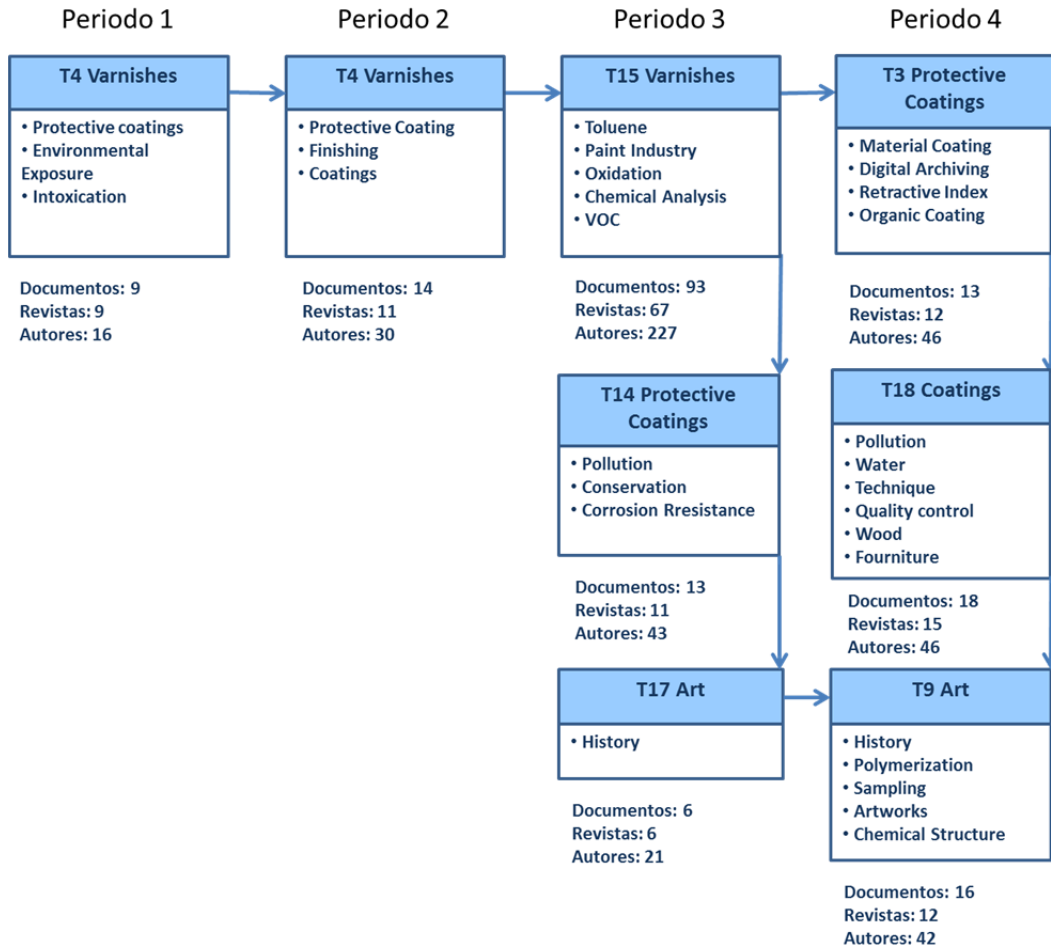 Periodo 1
Periodo 2
Periodo 3
Periodo 4
T4 Varnishes
• Protective coatings
• Environmental
Exposure
• Intoxication
Documentos: 9
Revistas: 9
Autores: 16
T4 Varnishes
• Protective Coating
• Finishing
• Coatings
Documentos: 14
Revistas: 11
Autores: 30
T15 Varnishes
• Toluene
• Paint Industry
• Oxidation
• Chemical Analysis
• VOC
Documentos: 93
Revistas: 67
Autores: 227
T14 Protective
Coatings
• Pollution
• Conservation
• Corrosion Rresistance
Documentos: 13
Revistas: 11
Autores: 43
T17 Art
• History
Documentos: 6
Revistas: 6
Autores: 21
T3 Protective
Coatings
• Material Coating
• Digital Archiving
• Retractive Index
• Organic Coating
Documentos: 13
Revistas: 12
Autores: 46
T18 Coatings
• Pollution
• Water
• Technique
• Quality control
• Wood
• Fourniture
Documentos: 18
Revistas: 15
Autores: 46
T9 Art
• History
• Polymerization
• Sampling
• Artworks
• Chemical Structure
Documentos: 16
Revistas: 12
Autores: 42